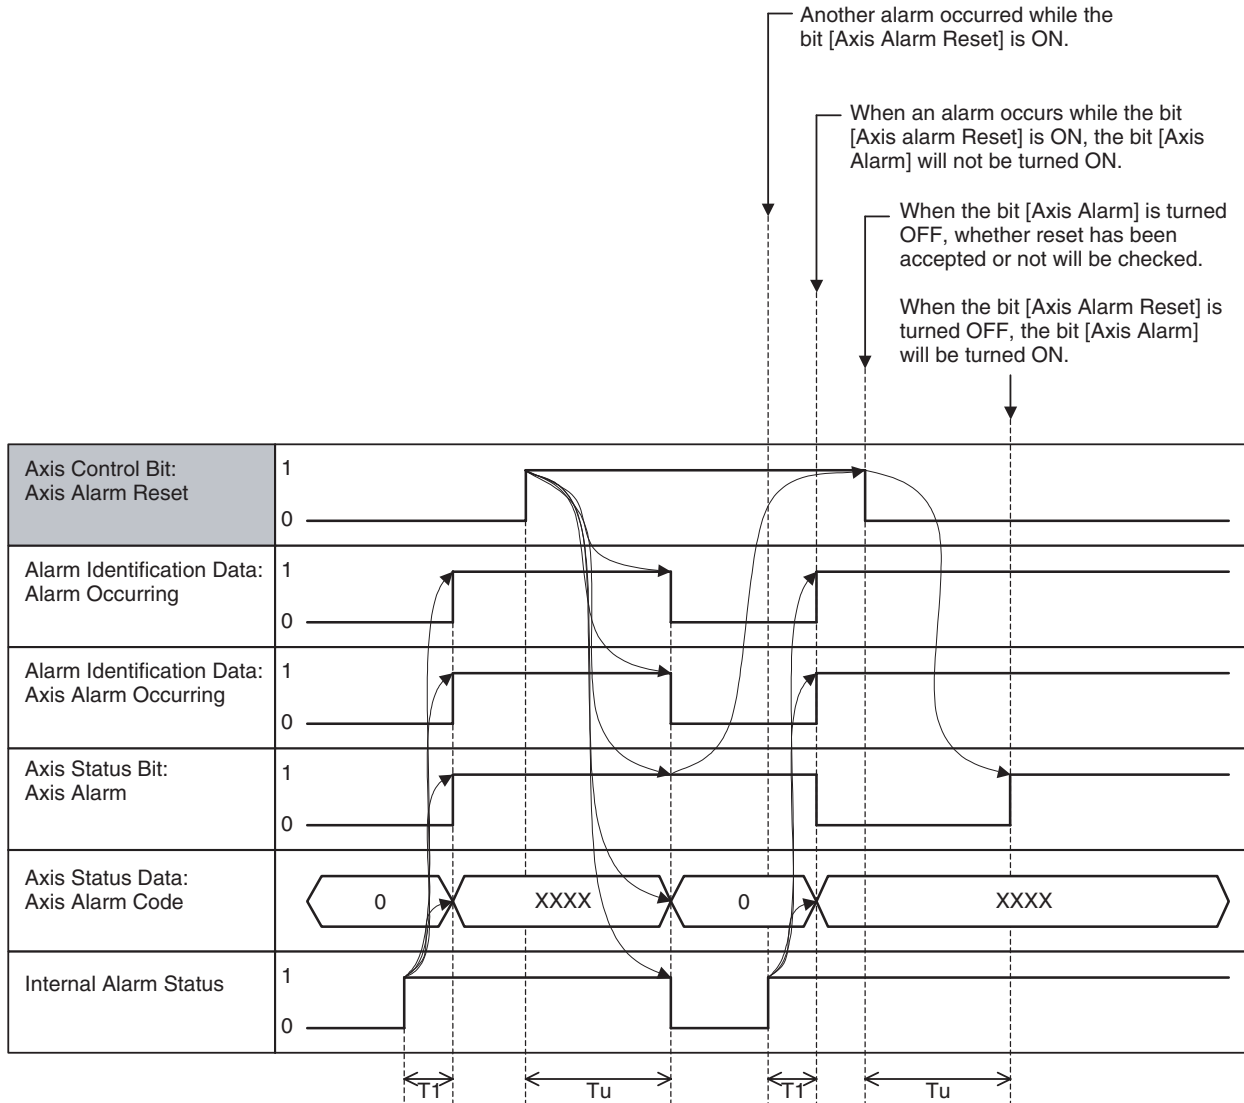 Another alarm occurred while the
bit [Axis Alarm Reset] is ON.
When an alarm occurs while the bit
[Axis alarm Reset] is ON, the bit [Axis
Alarm] will not be turned ON.
When the bit [Axis Alarm] is turned
OFF, whether reset has been
accepted or not will be checked.
When the bit [Axis Alarm Reset] is
turned OFF, the bit [Axis Alarm]
will be turned ON.
Axis Control Bit:
Axis Alarm Reset
1
0
Alarm Identification Data:
Alarm Occurring
1
0
Alarm Identification Data:
Axis Alarm Occurring
1
0
Axis Status Bit:
Axis Alarm
1
0
Axis Status Data:
Axis Alarm Code
0 XXXX 0 XXXX
Internal Alarm Status
1
0
T1 Tu T1 Tu